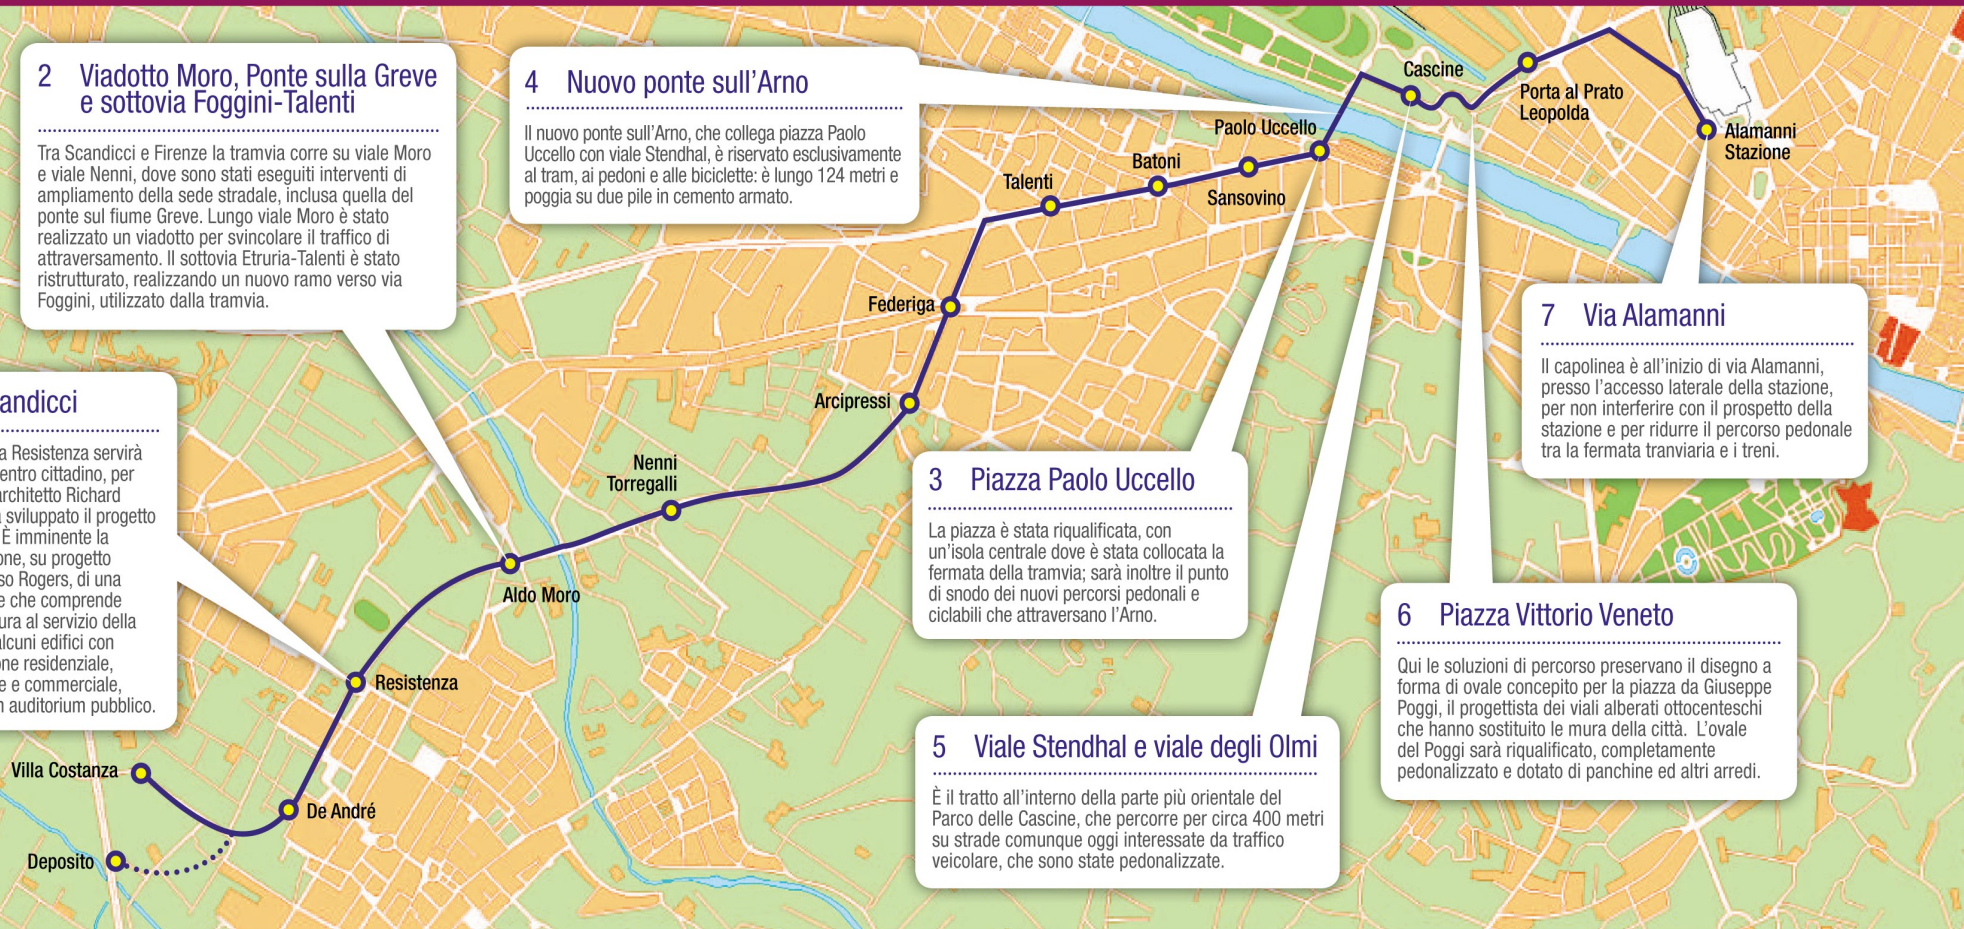 2 Viadotto Moro, Ponte sulla Greve
e sottovia Foggini-Talenti
Tra Scandicci e Firenze la tramvia corre su viale Moro
e viale Nenni, dove sono stati eseguiti interventi di
ampliamento della sede stradale, inclusa quella del
ponte sul fiume Greve. Lungo viale Moro è stato
realizzato un viadotto per svincolare il traffico di
attraversamento. Il sottovia Etruria-Talenti è stato
ristrutturato, realizzando un nuovo ramo verso via
Foggini, utilizzato dalla tramvia.
4 Nuovo ponte sull'Arno
Il nuovo ponte sull'Arno, che collega piazza Paolo
Uccello con viale Stendhal, è riservato esclusivamente
al tram, ai pedoni e alle biciclette: è lungo 124 metri e
poggia su due pile in cemento armato.
andicci
a Resistenza servirà
entro cittadino, per
architetto Richard
sviluppato il progetto
È imminente la
one, su progetto
so Rogers, di una
e che comprende
ura al servizio della
alcuni edifici con
one residenziale,
e e commerciale,
n auditorium pubblico.
7 Via Alamanni
Il capolinea è all'inizio di via Alamanni,
presso l'accesso laterale della stazione,
per non interferire con il prospetto della
stazione e per ridurre il percorso pedonale
tra la fermata tranviaria e i treni.
3 Piazza Paolo Uccello
La piazza è stata riqualificata, con
un'isola centrale dove è stata collocata la
fermata della tramvia; sarà inoltre il punto
di snodo dei nuovi percorsi pedonali e
ciclabili che attraversano l'Arno.
6 Piazza Vittorio Veneto
Qui le soluzioni di percorso preservano il disegno a
forma di ovale concepito per la piazza da Giuseppe
Poggi, il progettista dei viali alberati ottocenteschi
che hanno sostituito le mura della città. L'ovale
del Poggi sarà riqualificato, completamente
pedonalizzato e dotato di panchine ed altri arredi.
5 Viale Stendhal e viale degli Olmi
È il tratto all'interno della parte più orientale del
Parco delle Cascine, che percorre per circa 400 metri
su strade comunque oggi interessate da traffico
veicolare, che sono state pedonalizzate.
Villa Costanza
Deposito
De André
Resistenza
Aldo Moro
Nenni
Torregalli
Arcipressi
Federiga
Talenti
Batoni
Sansovino
Paolo Uccello
Cascine
Porta al Prato
Leopolda
Alamanni
Stazione